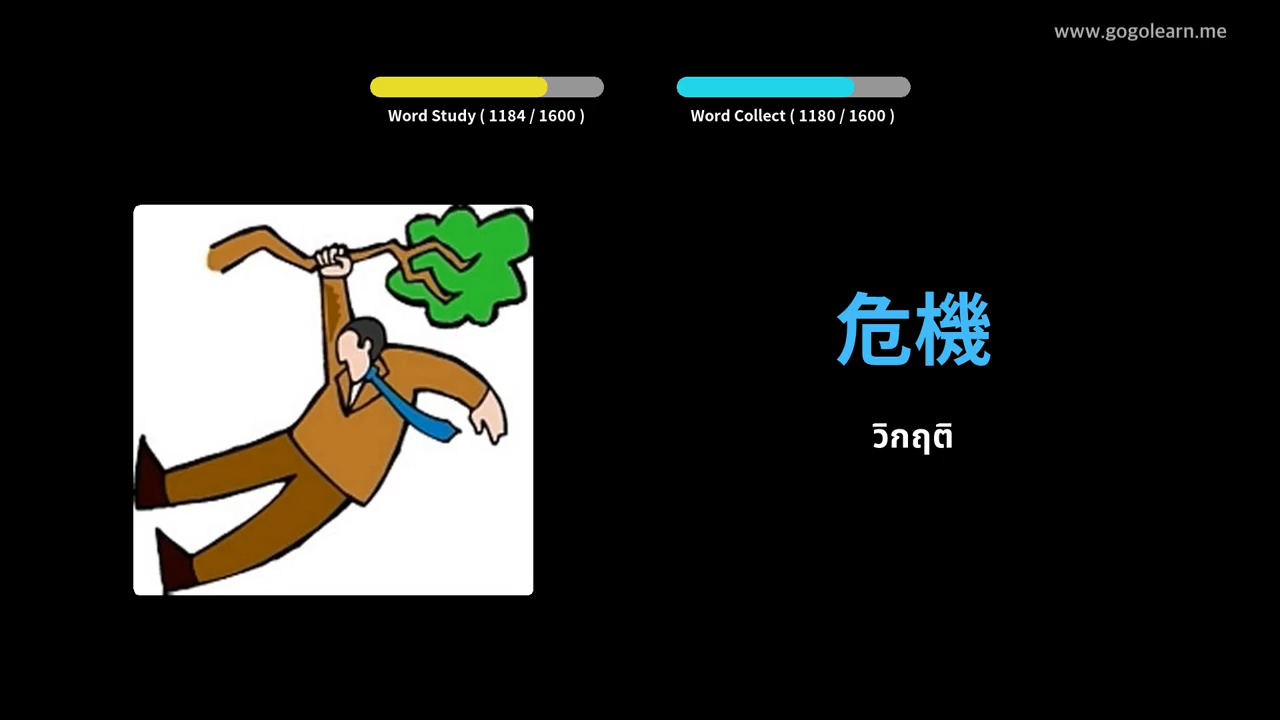 www.gogolearn.me
Word Study ( 1184 / 1600 )
Word Collect ( 1180 / 1600 )
危機
วิกฤติ